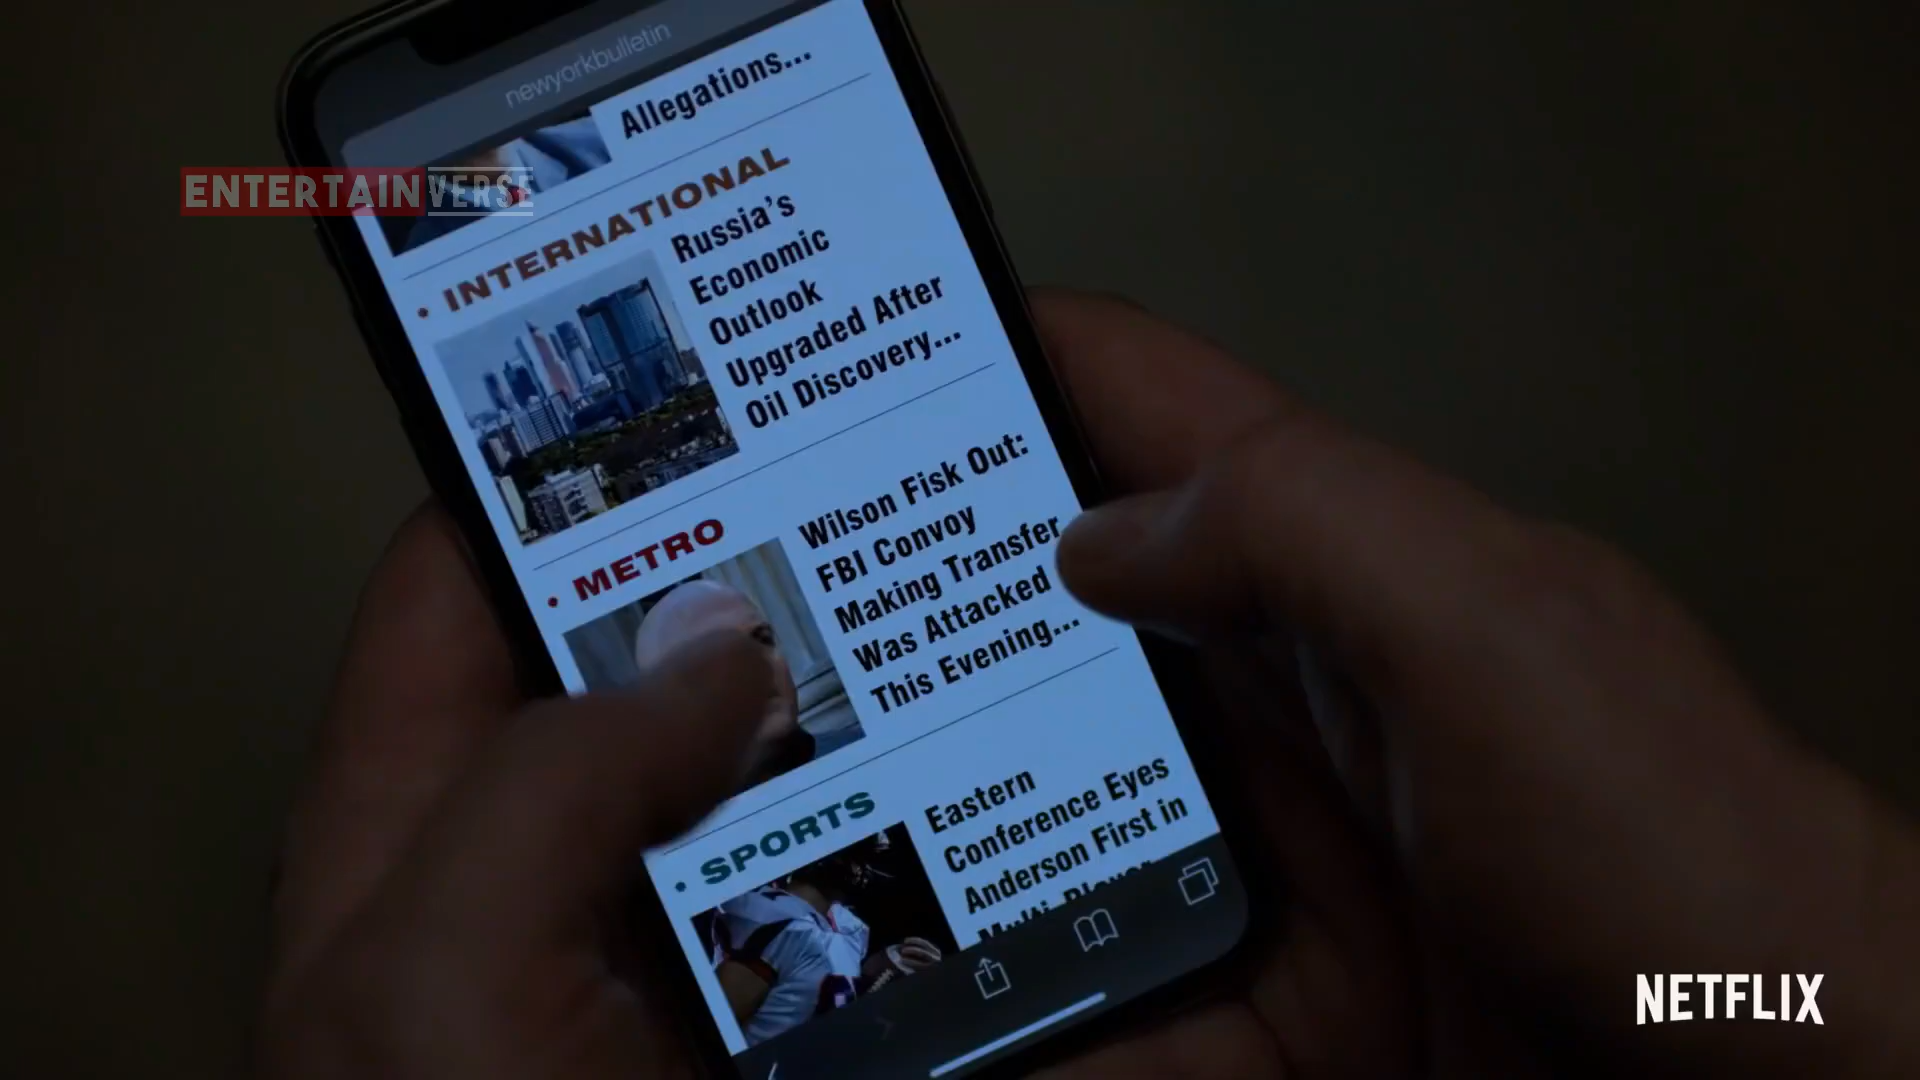 newyorkbulletin
Allegations...
ENTERTAINVERSE
• INTERNATIONAL
Russia's
Economic
Outlook
Upgraded After
Oil Discovery...
• METRO
Wilson Fisk Out:
FBI Convoy
Making Transfer
Was Attacked
This Evening...
• SPORTS
Eastern
Conference Eyes
Anderson First in
NETFLIX